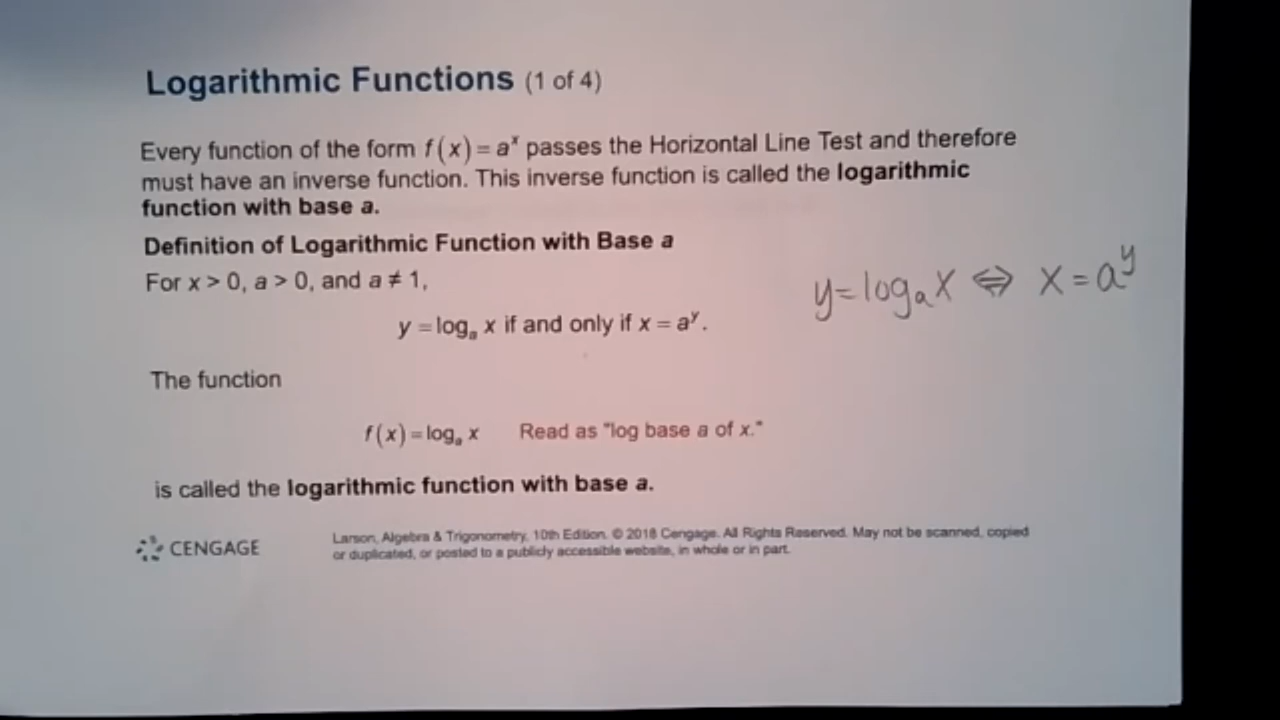 Logarithmic Functions (1 of 4)
Every function of the form f(x) = aˣ passes the Horizontal Line Test and therefore
must have an inverse function. This inverse function is called the logarithmic
function with base a.
Definition of Logarithmic Function with Base a
For x > 0, a > 0, and a ≠ 1,
y = logₐ x ⇔ x = a^y
y = logₐ x if and only if x = a^y.
The function
f(x) = logₐ x Read as "log base a of x."
is called the logarithmic function with base a.
CENGAGE
Larson, Algebra & Trigonometry, 10th Edition. © 2018 Cengage. All Rights Reserved. May not be scanned, copied
or duplicated, or posted to a publicly accessible website, in whole or in part.